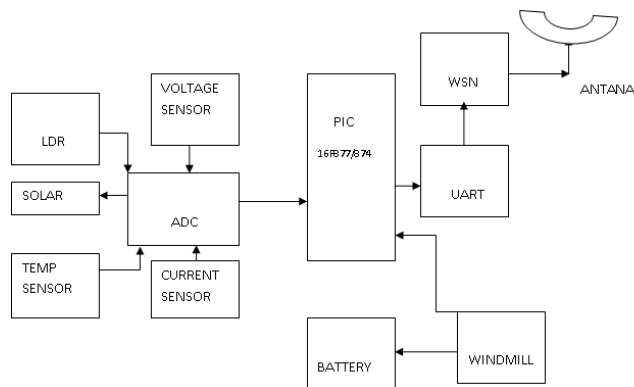 VOLTAGE
SENSOR
WSN
ANTANA
LDR
PIC
16F877/874
SOLAR
ADC
UART
TEMP
SENSOR
CURRENT
SENSOR
BATTERY
WINDMILL